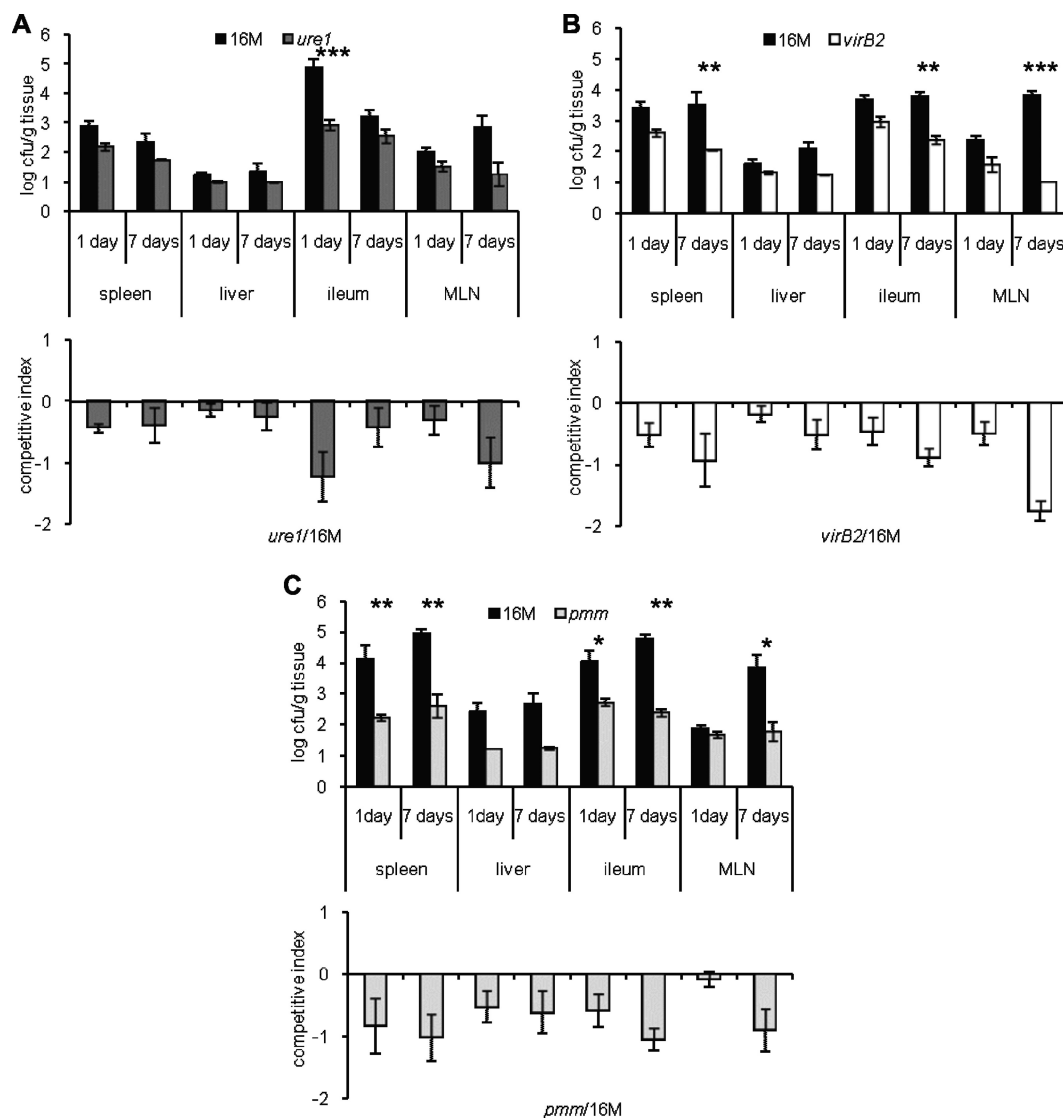 A
16M ure1
***
log cfu/g tissue
6
5
4
3
2
1
0
1 day 7 days 1 day 7 days 1 day 7 days 1 day 7 days
spleen liver ileum MLN
competitive index
1
0
-1
-2
ure1/16M
B
16M virB2
** ** ***
log cfu/g tissue
6
5
4
3
2
1
0
1 day 7 days 1 day 7 days 1 day 7 days 1 day 7 days
spleen liver ileum MLN
competitive index
1
0
-1
-2
virB2/16M
C
16M pmm
** ** * ** *
log cfu/g tissue
6
5
4
3
2
1
0
1day 7 days 1day 7 days 1day 7 days 1day 7 days
spleen liver ileum MLN
competitive index
1
0
-1
-2
pmm/16M